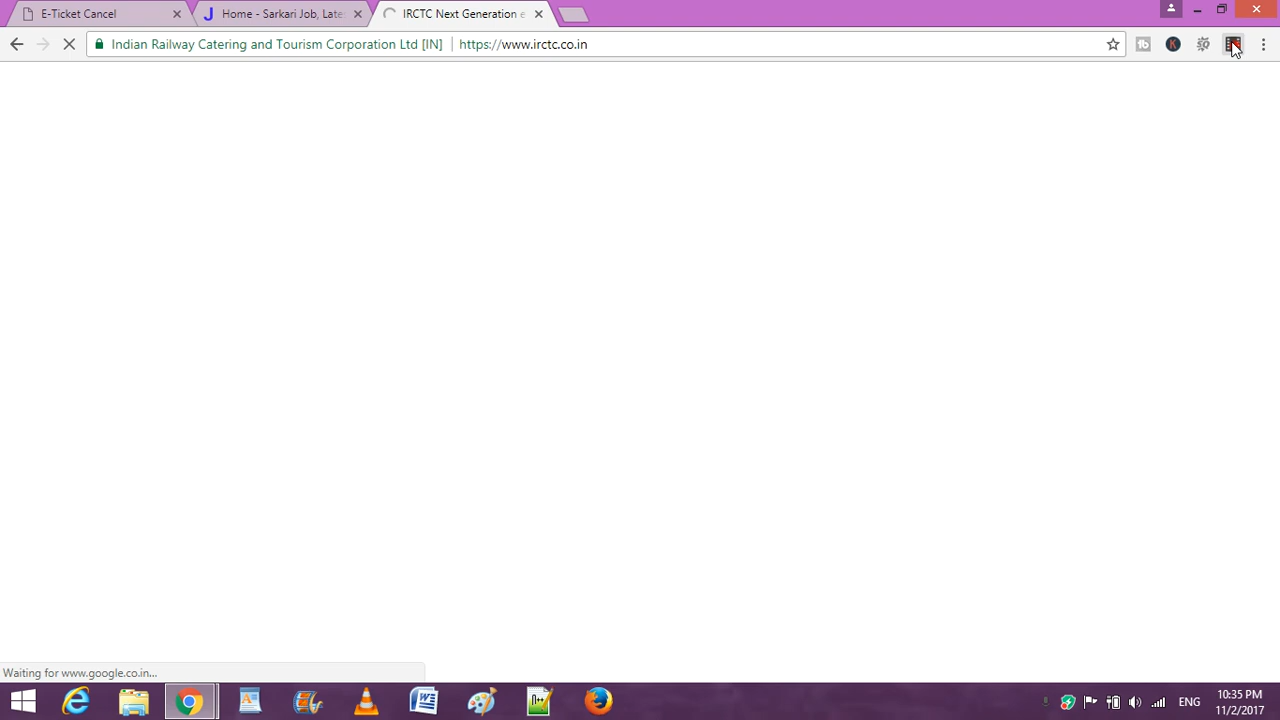 E-Ticket Cancel
Home - Sarkari Job, Late
IRCTC Next Generation e
Indian Railway Catering and Tourism Corporation Ltd [IN] https://www.irctc.co.in
Waiting for www.google.co.in...
ENG
10:35 PM
11/2/2017